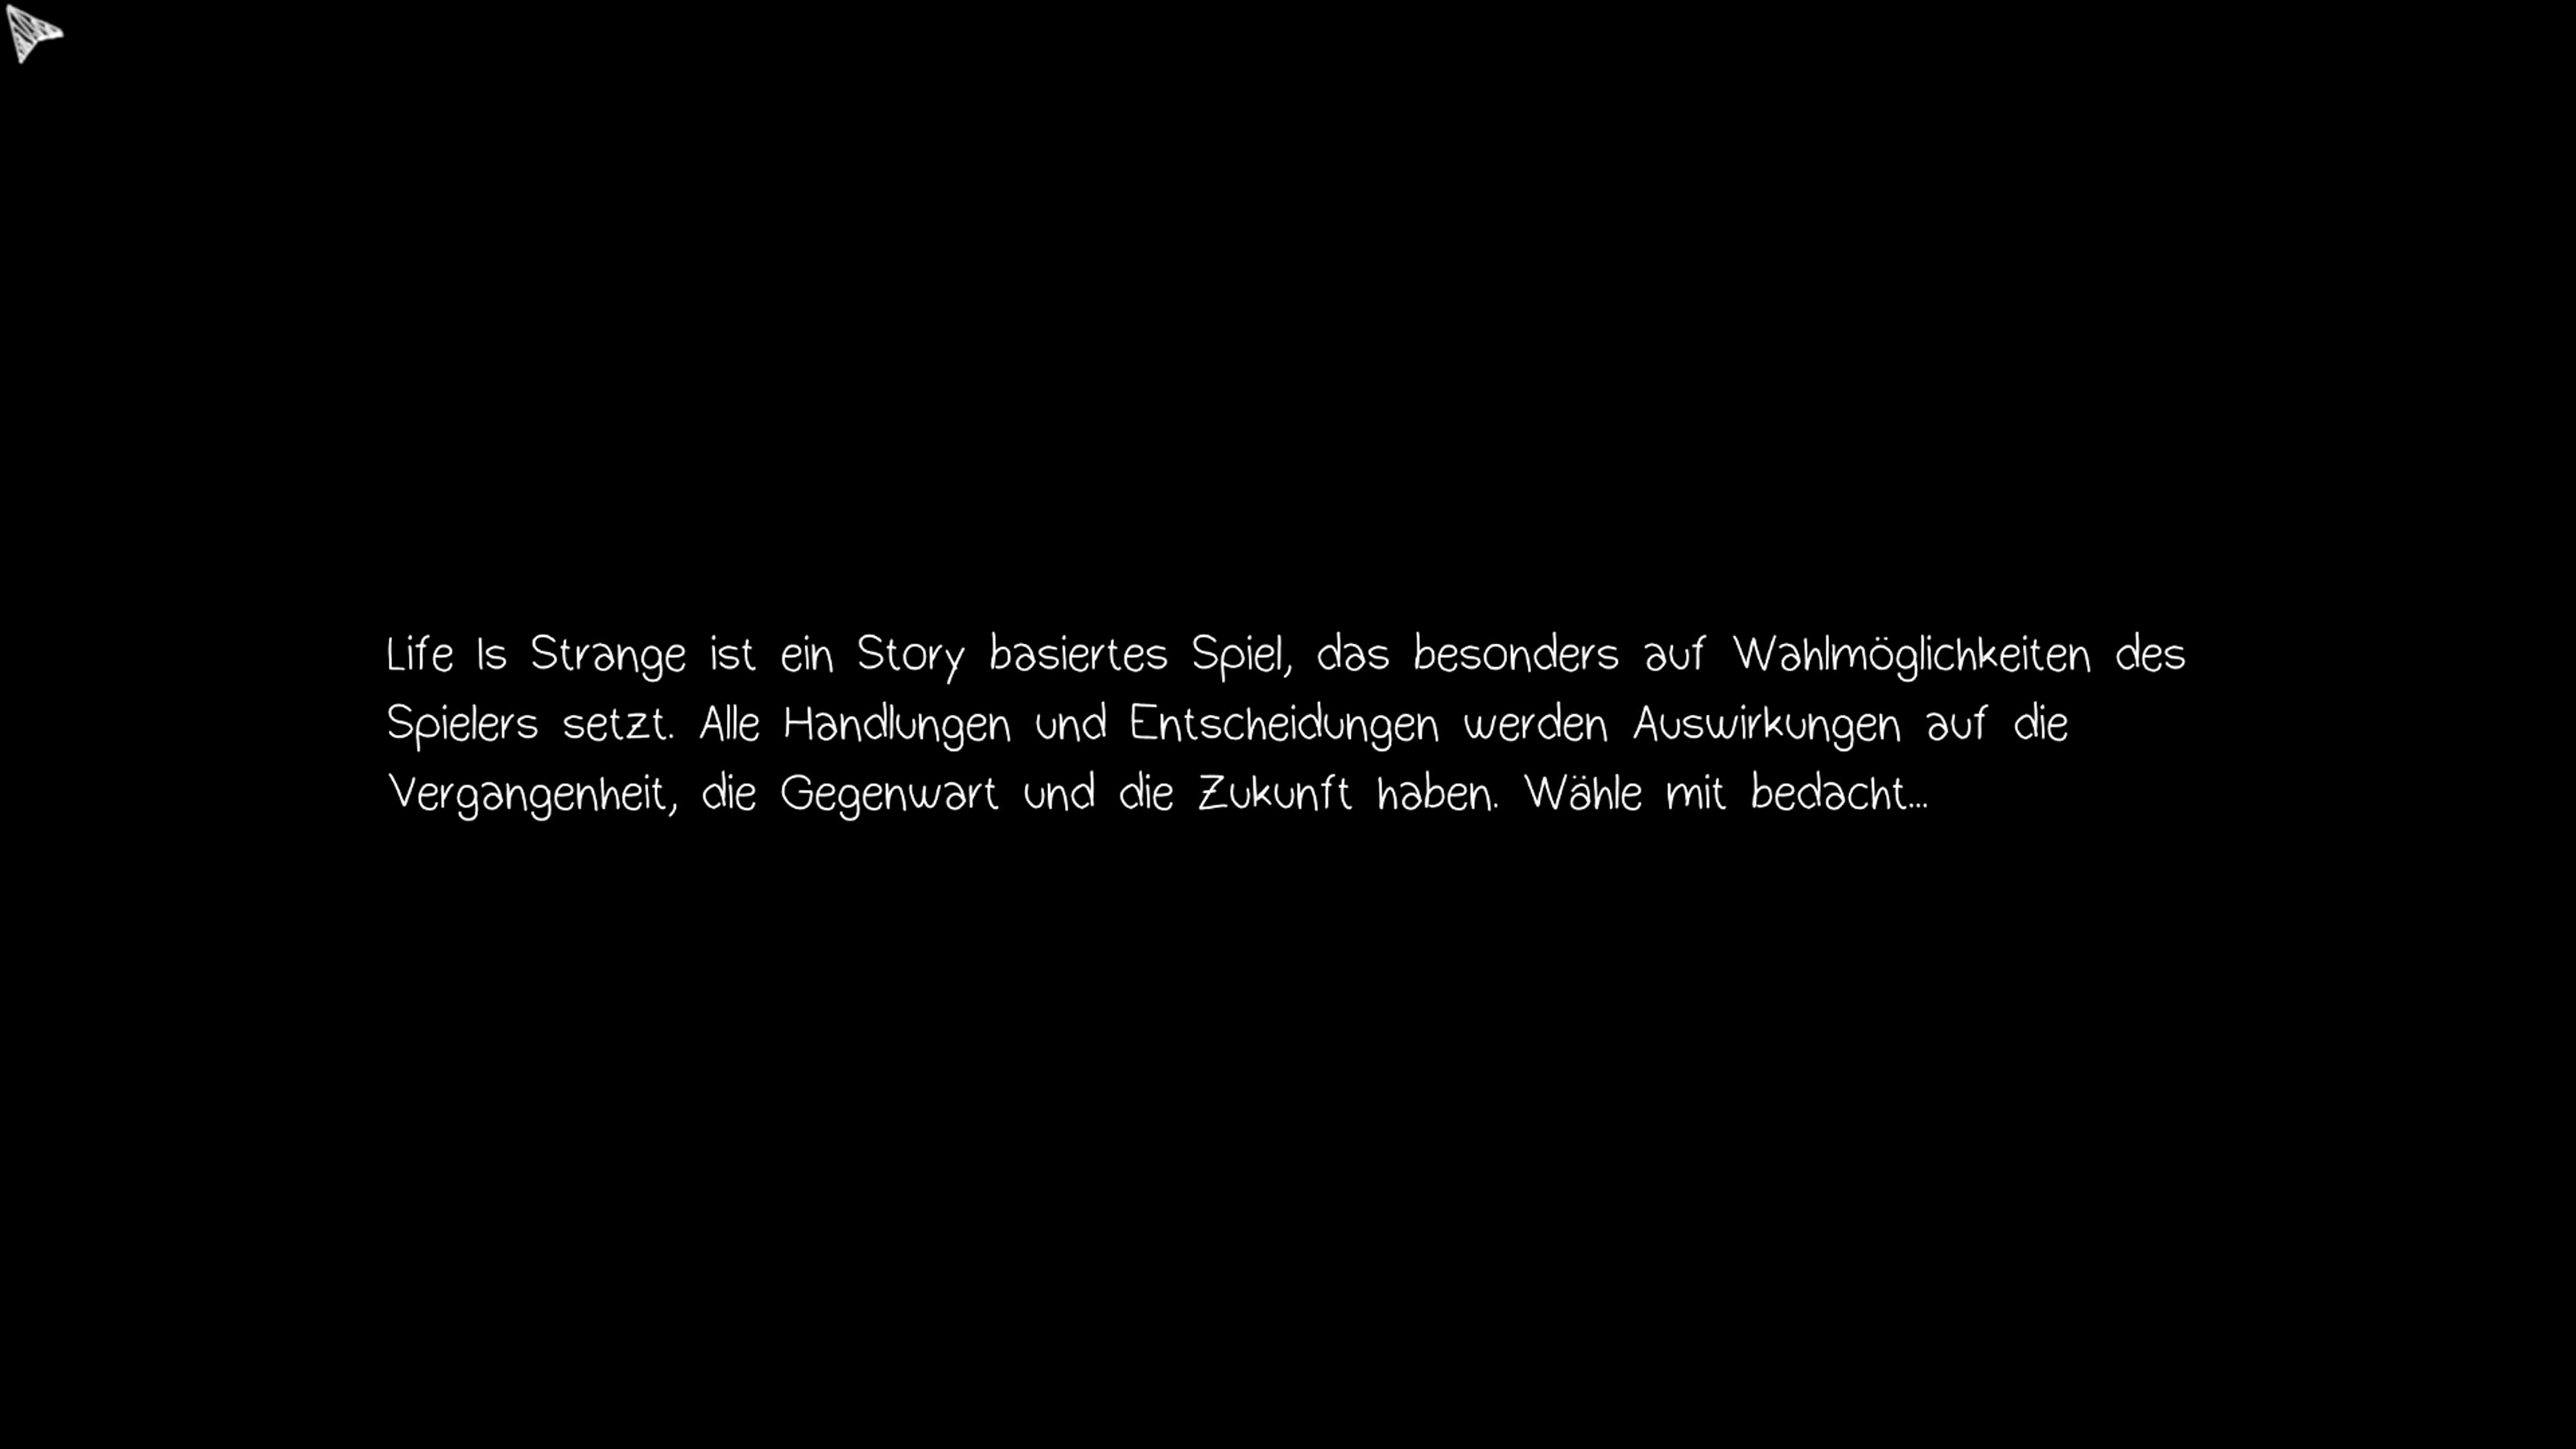 Life Is Strange ist ein Story basiertes Spiel, das besonders auf Wahlmöglichkeiten des
Spielers setzt. Alle Handlungen und Entscheidungen werden Auswirkungen auf die
Vergangenheit, die Gegenwart und die Zukunft haben. Wähle mit bedacht...